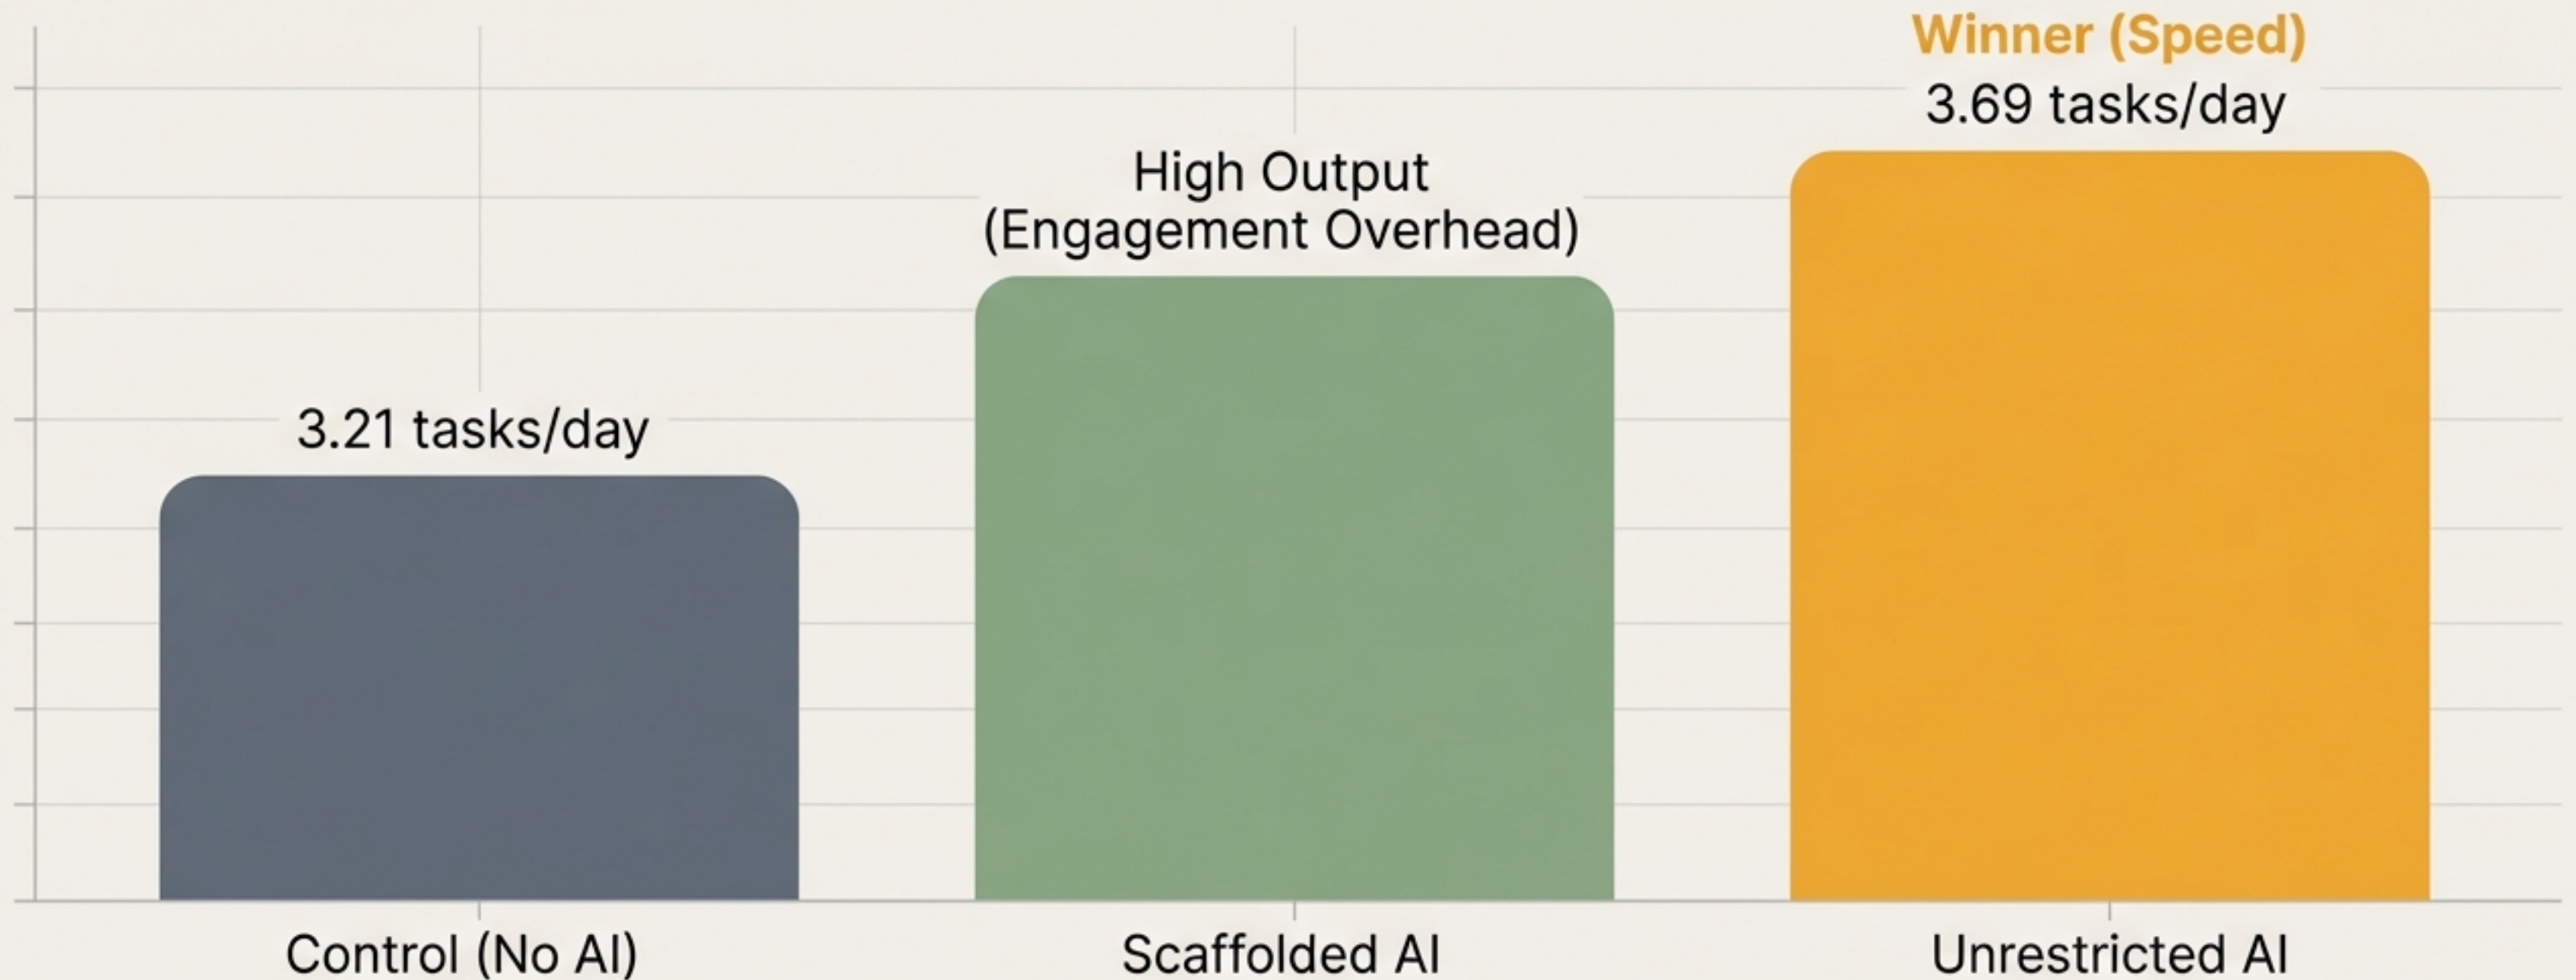 Winner (Speed)
3.69 tasks/day
High Output
(Engagement Overhead)
3.21 tasks/day
Control (No AI)
Scaffolded AI
Unrestricted AI